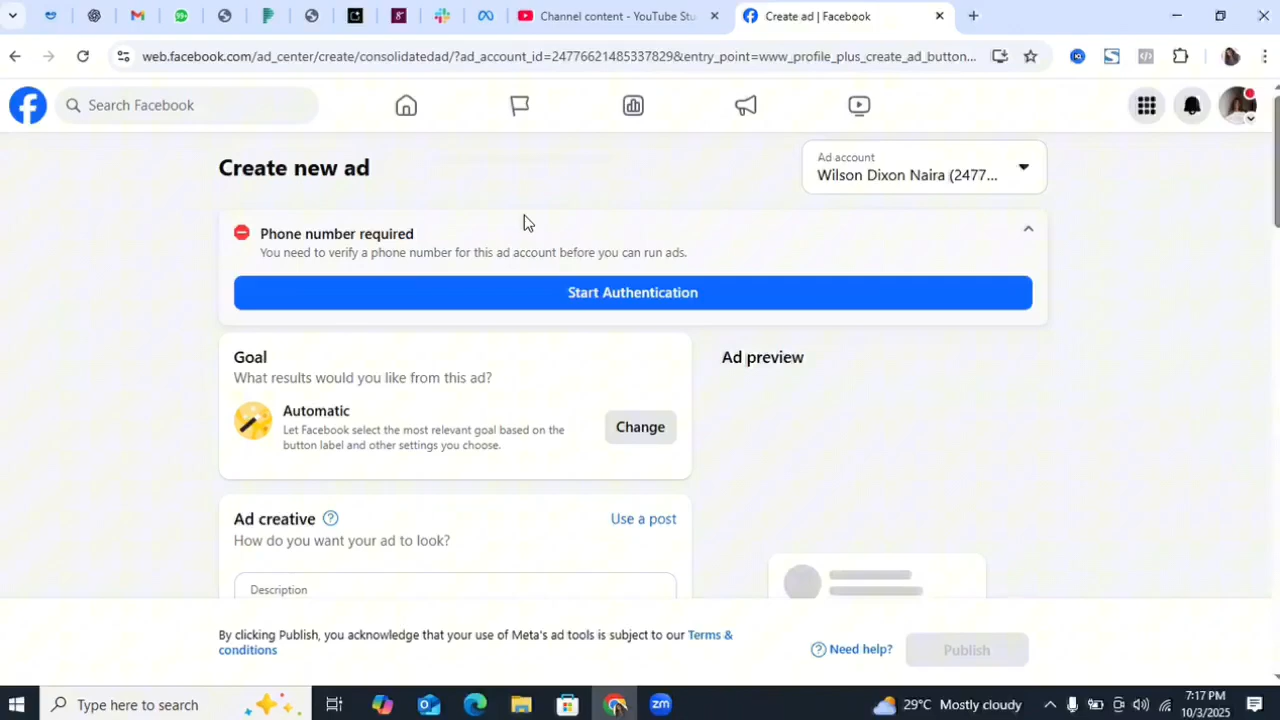 Channel content - YouTube Stu
Create ad | Facebook
web.facebook.com/ad_center/create/consolidatedad/?ad_account_id=24776621485337829&entry_point=www_profile_plus_create_ad_button...
Search Facebook
Create new ad
Ad account
Wilson Dixon Naira (2477...
Phone number required
You need to verify a phone number for this ad account before you can run ads.
Start Authentication
Goal
What results would you like from this ad?
Automatic
Let Facebook select the most relevant goal based on the
button label and other settings you choose.
Change
Ad preview
Ad creative
Use a post
How do you want your ad to look?
Description
By clicking Publish, you acknowledge that your use of Meta's ad tools is subject to our Terms &
conditions
Need help?
Publish
Type here to search
zm
29°C Mostly cloudy
7:17 PM
10/3/2025